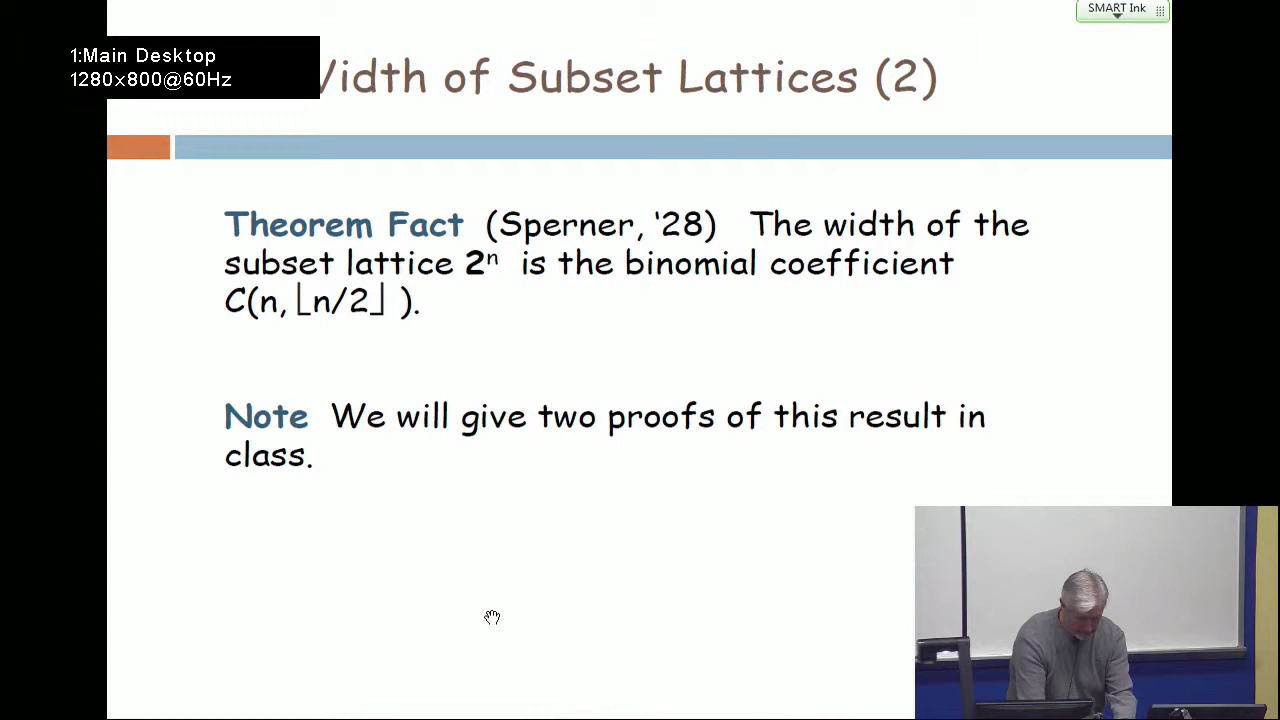 SMART Ink
1:Main Desktop
1280x800@60Hz
idth of Subset Lattices (2)
Theorem Fact (Sperner, ‘28) The width of the
subset lattice 2ⁿ is the binomial coefficient
C(n, ⌊n/2⌋ ).
Note We will give two proofs of this result in
class.